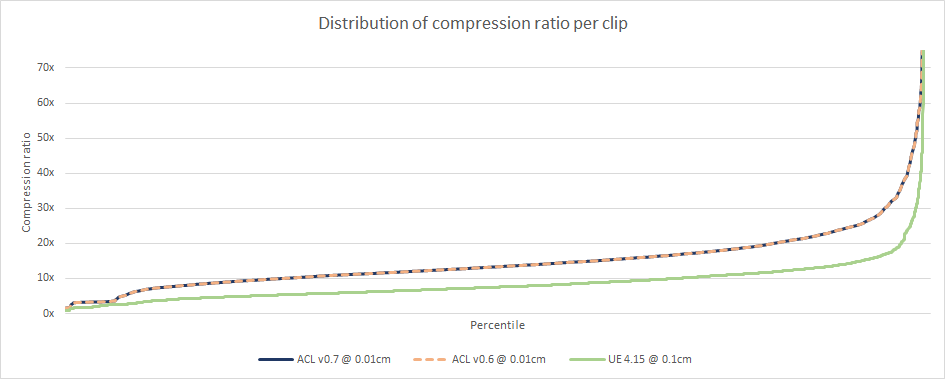 Distribution of compression ratio per clip
Compression ratio
70x
60x
50x
40x
30x
20x
10x
0x
Percentile
ACL v0.7 @ 0.01cm ACL v0.6 @ 0.01cm UE 4.15 @ 0.1cm